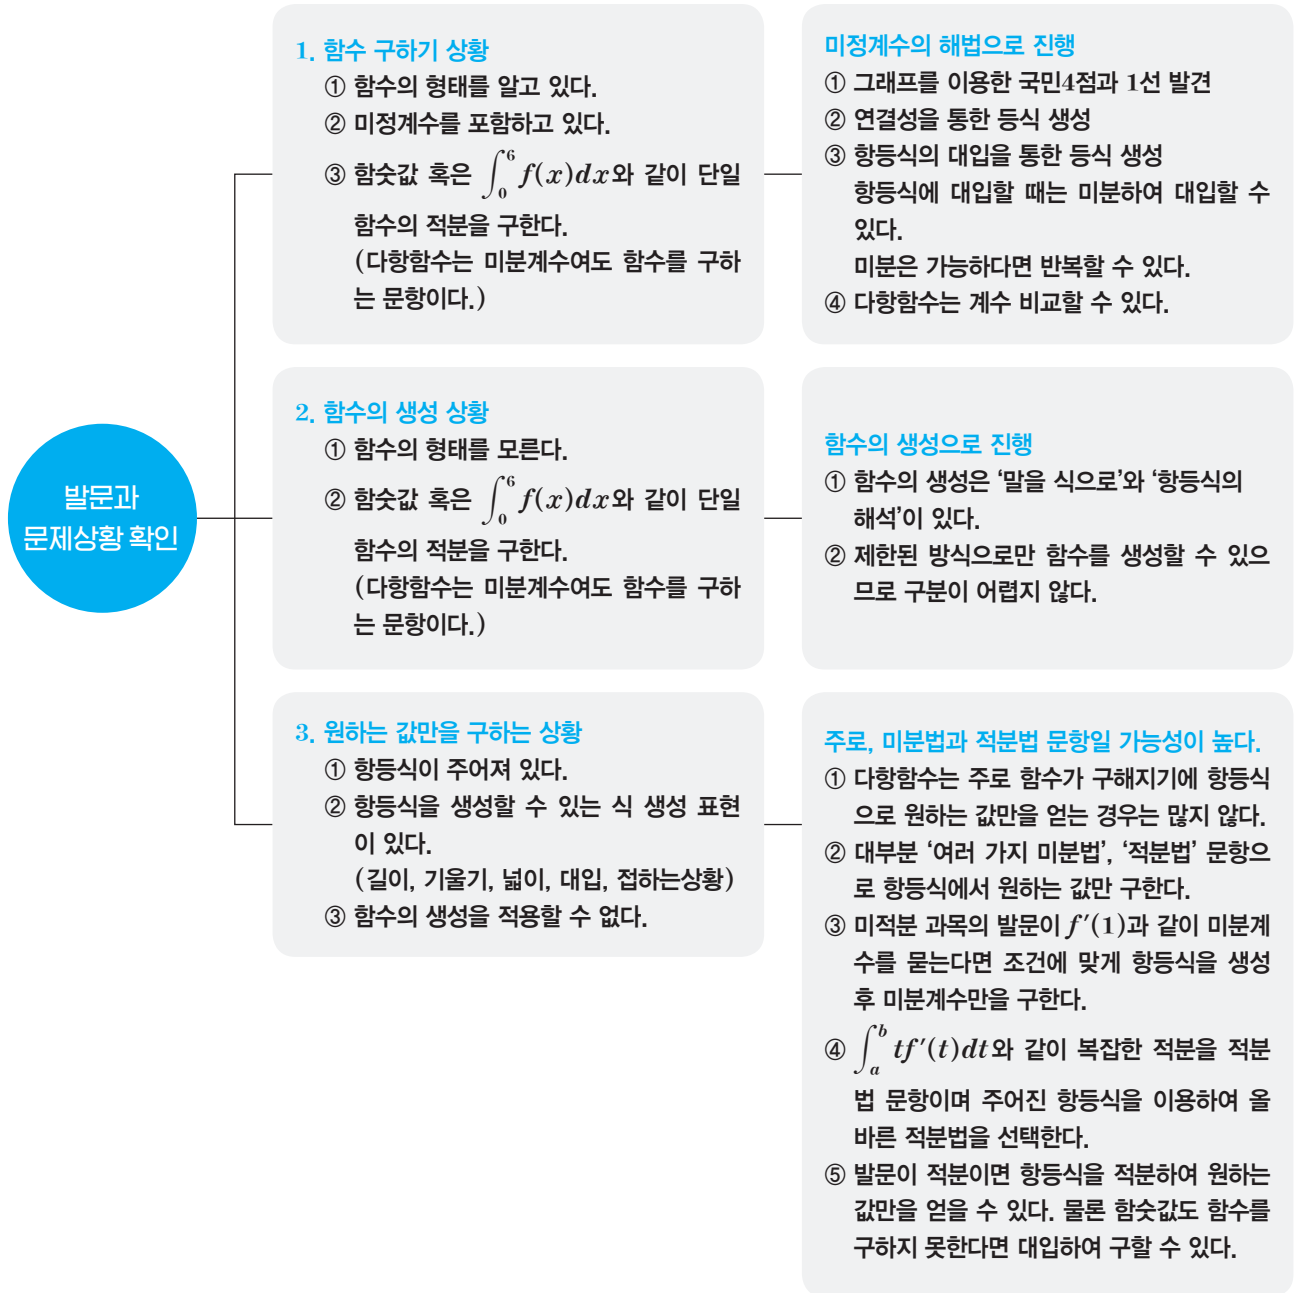 발문과
문제상황 확인
1. 함수 구하기 상황
① 함수의 형태를 알고 있다.
② 미정계수를 포함하고 있다.
③ 함숫값 혹은 ∫₀⁶ f(x)dx와 같이 단일
함수의 적분을 구한다.
(다항함수는 미분계수여도 함수를 구하
는 문항이다.)
미정계수의 해법으로 진행
① 그래프를 이용한 국민4점과 1선 발견
② 연결성을 통한 등식 생성
③ 항등식의 대입을 통한 등식 생성
항등식에 대입할 때는 미분하여 대입할 수
있다.
미분은 가능하다면 반복할 수 있다.
④ 다항함수는 계수 비교할 수 있다.
2. 함수의 생성 상황
① 함수의 형태를 모른다.
② 함숫값 혹은 ∫₀⁶ f(x)dx와 같이 단일
함수의 적분을 구한다.
(다항함수는 미분계수여도 함수를 구하
는 문항이다.)
함수의 생성으로 진행
① 함수의 생성은 ‘말을 식으로’와 ‘항등식의
해석’이 있다.
② 제한된 방식으로만 함수를 생성할 수 있으
므로 구분이 어렵지 않다.
3. 원하는 값만을 구하는 상황
① 항등식이 주어져 있다.
② 항등식을 생성할 수 있는 식 생성 표현
이 있다.
(길이, 기울기, 넓이, 대입, 접하는상황)
③ 함수의 생성을 적용할 수 없다.
주로, 미분법과 적분법 문항일 가능성이 높다.
① 다항함수는 주로 함수가 구해지기에 항등식
으로 원하는 값만을 얻는 경우는 많지 않다.
② 대부분 ‘여러 가지 미분법’, ‘적분법’ 문항으
로 항등식에서 원하는 값만 구한다.
③ 미적분 과목의 발문이 f′(1)과 같이 미분계
수를 묻는다면 조건에 맞게 항등식을 생성
후 미분계수만을 구한다.
④ ∫ₐᵇ tf′(t)dt와 같이 복잡한 적분을 적분
법 문항이며 주어진 항등식을 이용하여 올
바른 적분법을 선택한다.
⑤ 발문이 적분이면 항등식을 적분하여 원하는
값만을 얻을 수 있다. 물론 함숫값도 함수를
구하지 못한다면 대입하여 구할 수 있다.